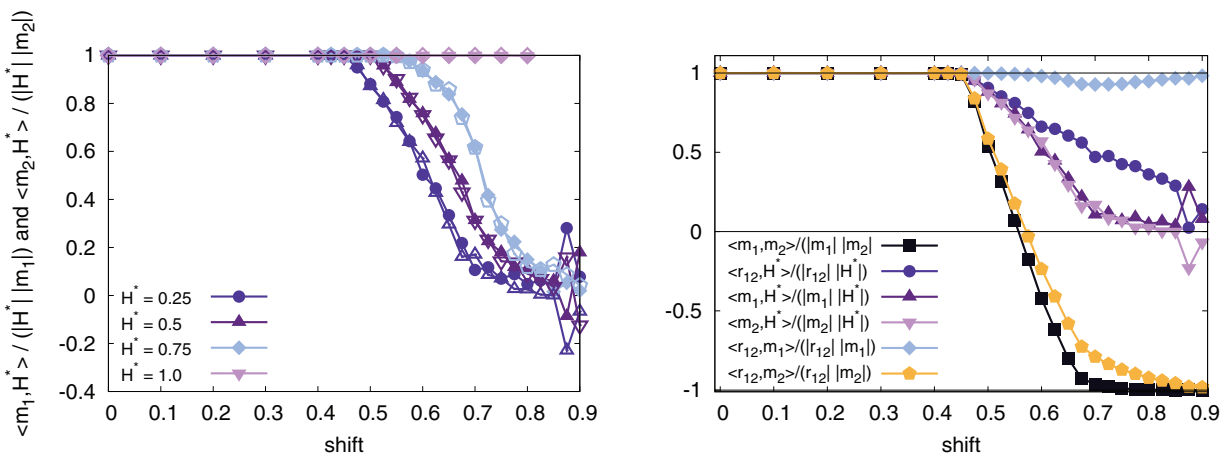 <m1,H*> / (|H*| |m1|) and <m2,H*> / (|H*| |m2|)
1
0.8
0.6
0.4
0.2
0
-0.2
-0.4
H* = 0.25
H* = 0.5
H* = 0.75
H* = 1.0
0 0.1 0.2 0.3 0.4 0.5 0.6 0.7 0.8 0.9
shift
1
0.5
0
-0.5
-1
<m1,m2>/(|m1| |m2|
<r12,H*>/(|r12| |H*|)
<m1,H*>/(|m1| |H*|)
<m2,H*>/(|m2| |H*|)
<r12,m1>/(|r12| |m1|)
<r12,m2>/(r12| |m2|)
0 0.1 0.2 0.3 0.4 0.5 0.6 0.7 0.8 0.9
shift